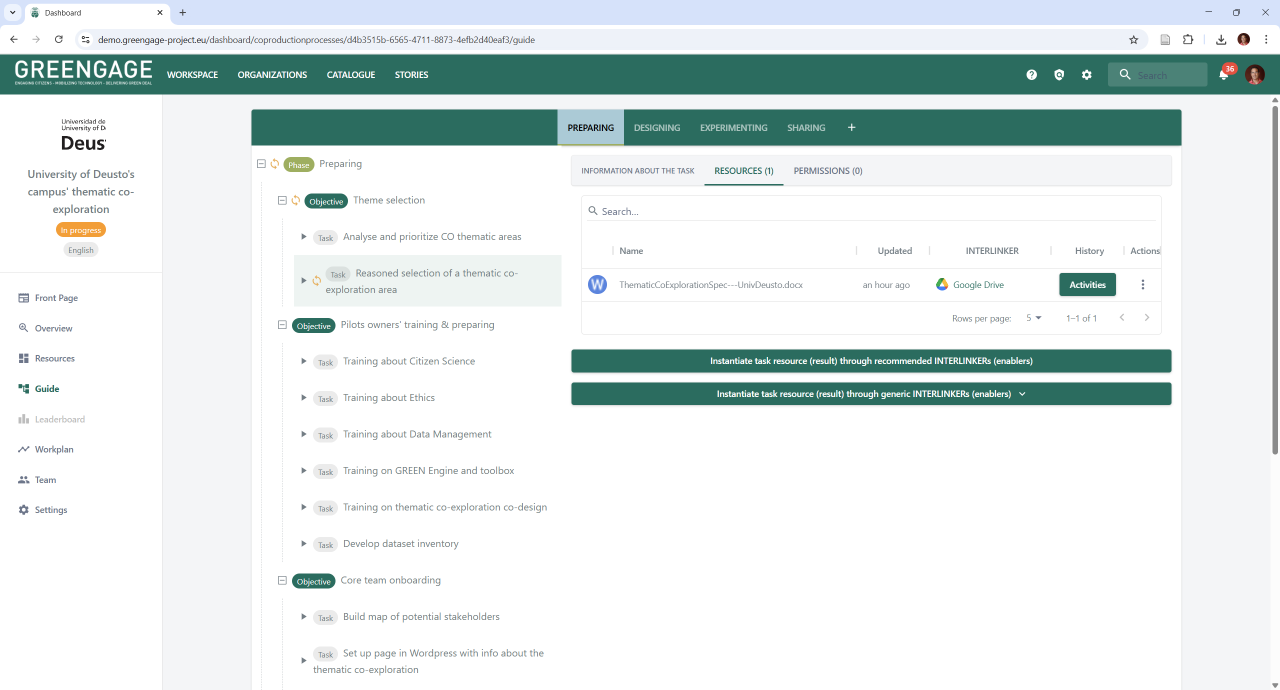 Dashboard
demo.greengage-project.eu/dashboard/coproductionprocesses/d4b3515b-6565-4711-8873-4efb2d40eaf3/guide
GREENGAGE
ENGAGING CITIZENS - MOBILIZING TECHNOLOGY - DELIVERING GREEN DEAL
WORKSPACE
ORGANIZATIONS
CATALOGUE
STORIES
Search
36
Universidad de
University of D
Deus
University of Deusto's
campus' thematic co-
exploration
In progress
English
Front Page
Overview
Resources
Guide
Leaderboard
Workplan
Team
Settings
PREPARING
DESIGNING
EXPERIMENTING
SHARING
+
Phase Preparing
Objective Theme selection
Task Analyse and prioritize CO thematic areas
Task Reasoned selection of a thematic co-
exploration area
Objective Pilots owners' training & preparing
Task Training about Citizen Science
Task Training about Ethics
Task Training about Data Management
Task Training on GREEN Engine and toolbox
Task Training on thematic co-exploration co-design
Task Develop dataset inventory
Objective Core team onboarding
Task Build map of potential stakeholders
Task Set up page in Wordpress with info about the
thematic co-exploration
INFORMATION ABOUT THE TASK
RESOURCES (1)
PERMISSIONS (0)
Search...
Name Updated INTERLINKER History Actions
W ThematicCoExplorationSpec---UnivDeusto.docx an hour ago Google Drive Activities
Rows per page: 5 1–1 of 1
Instantiate task resource (result) through recommended INTERLINKERs (enablers)
Instantiate task resource (result) through generic INTERLINKERs (enablers)